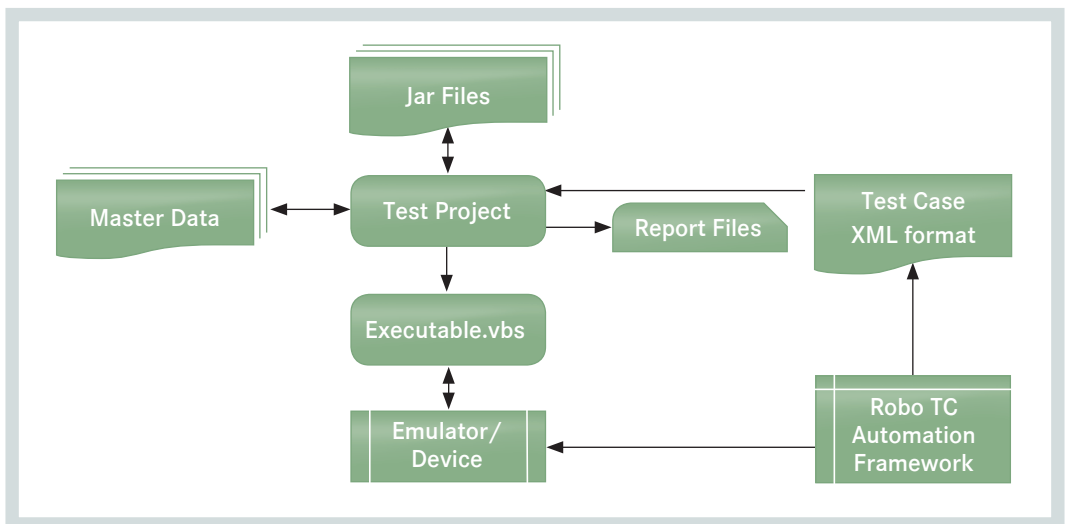 Jar Files
Master Data
Test Project
Report Files
Test Case
XML format
Executable.vbs
Emulator/
Device
Robo TC
Automation
Framework